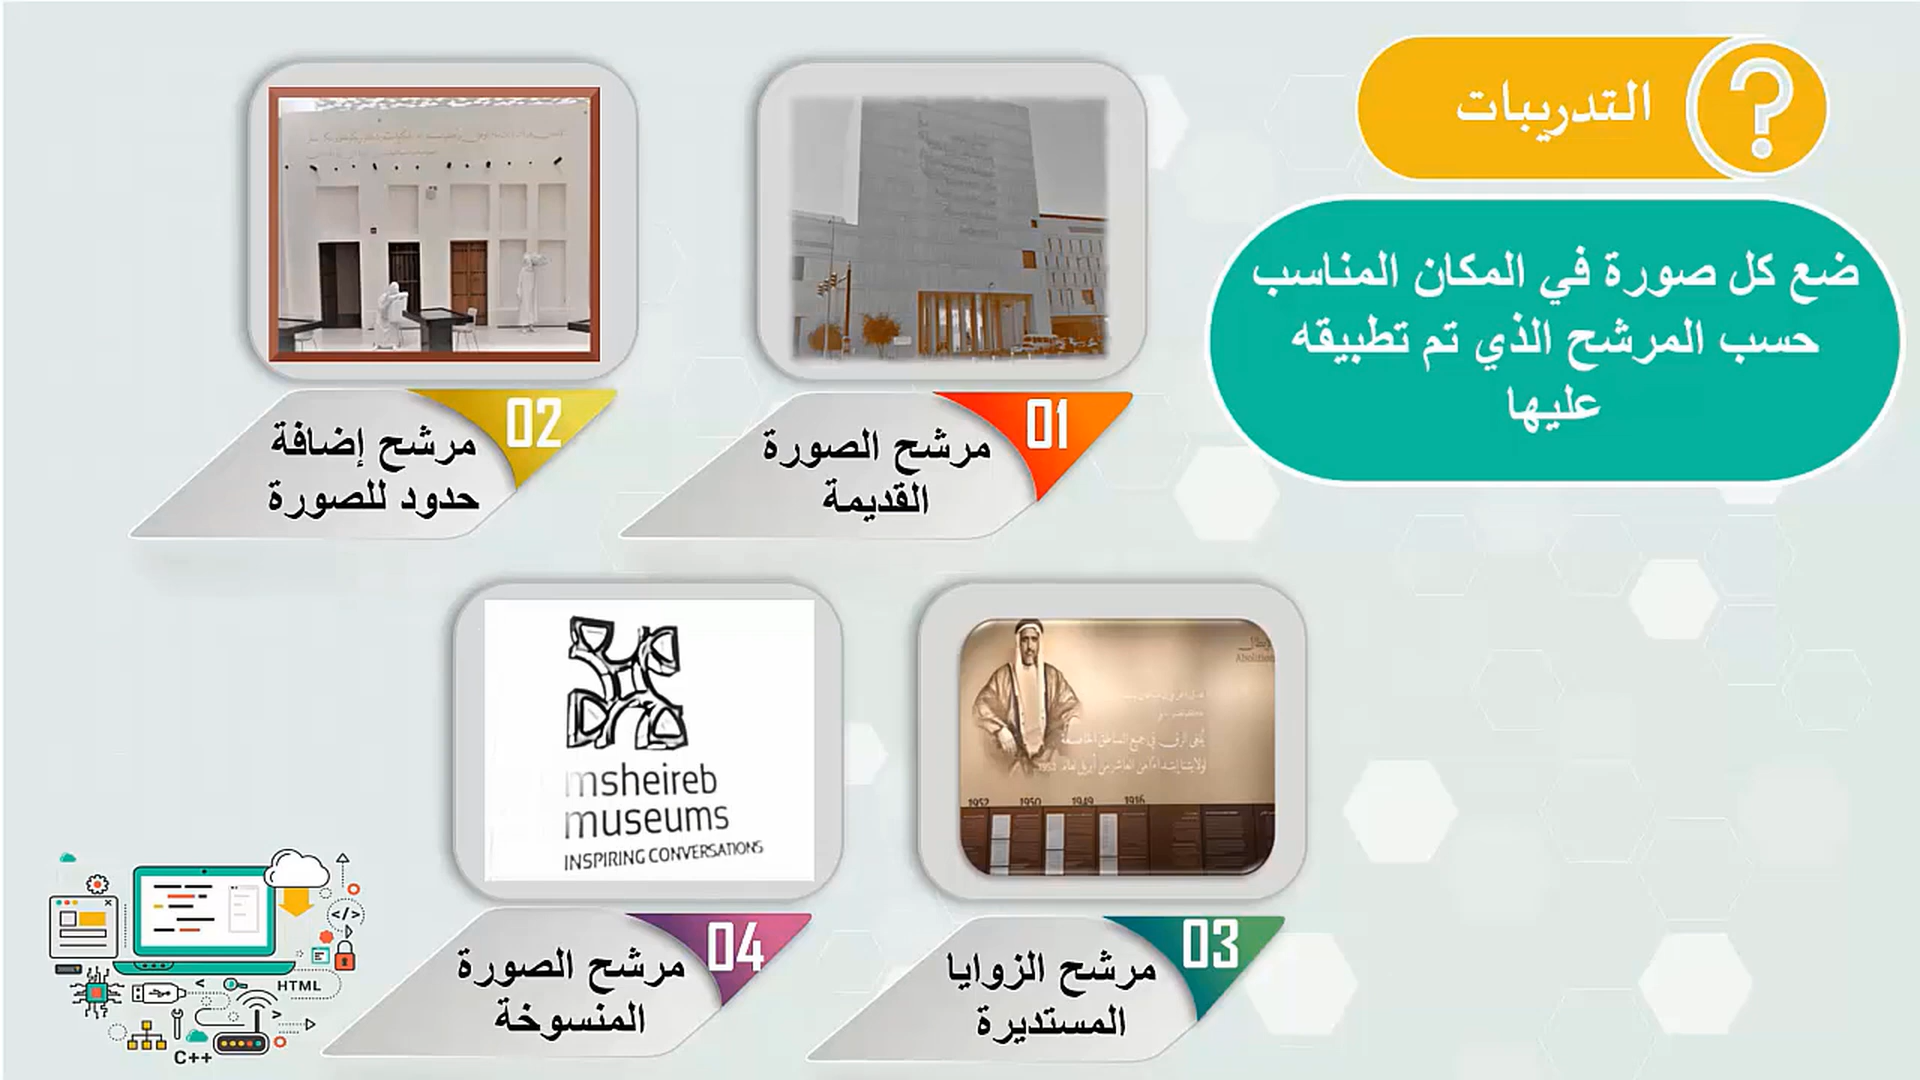 التدريبات
ضع كل صورة في المكان المناسب
حسب المرشح الذي تم تطبيقه
عليها
01
مرشح الصورة
القديمة
02
مرشح إضافة
حدود للصورة
Abolition
1952 1950 1949 1916
03
مرشح الزوايا
المستديرة
msheireb
museums
INSPIRING CONVERSATIONS
04
مرشح الصورة
المنسوخة
</>
HTML
C++